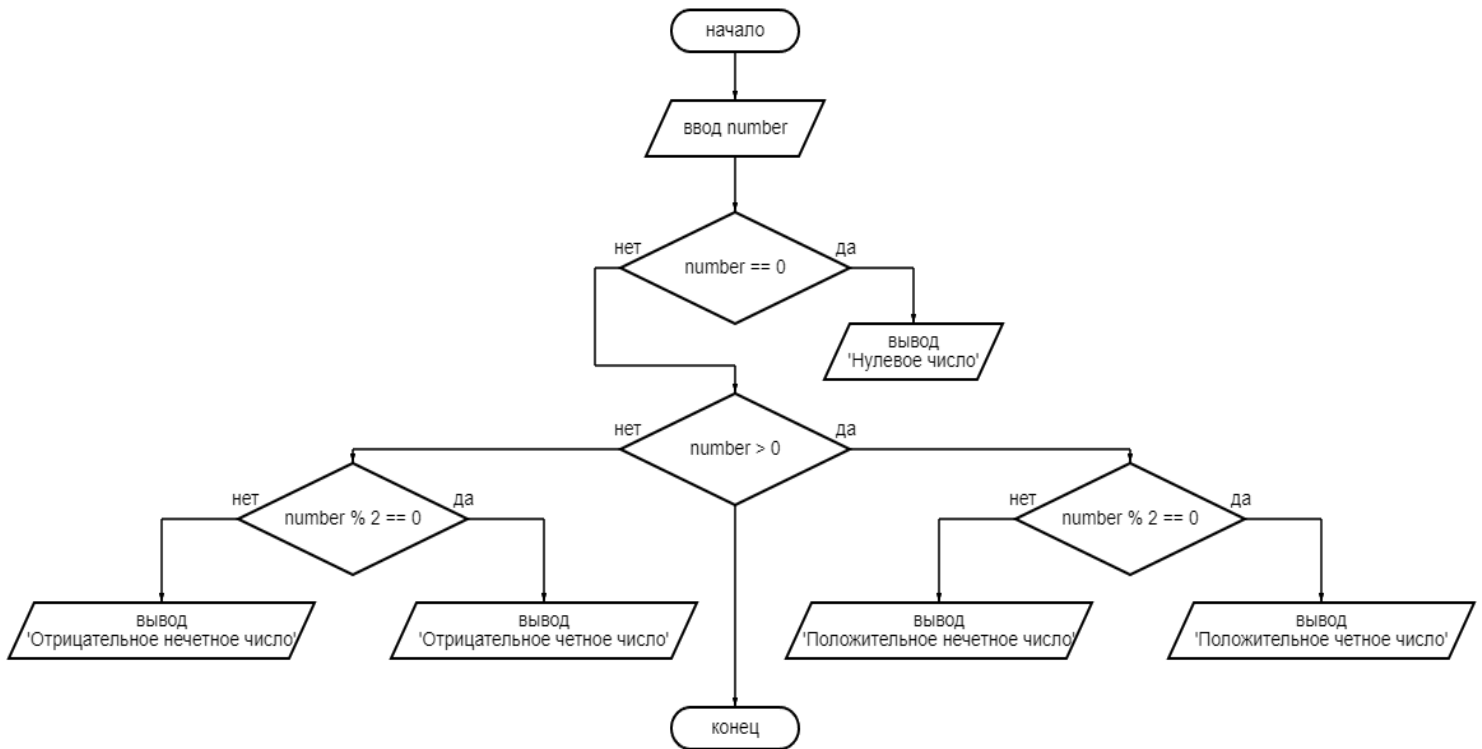 начало
ввод number
нет
да
number == 0
вывод
'Нулевое число'
нет
да
number > 0
нет
да
number % 2 == 0
нет
да
number % 2 == 0
вывод
'Отрицательное нечетное число'
вывод
'Отрицательное четное число'
вывод
'Положительное нечетное число'
вывод
'Положительное четное число'
конец